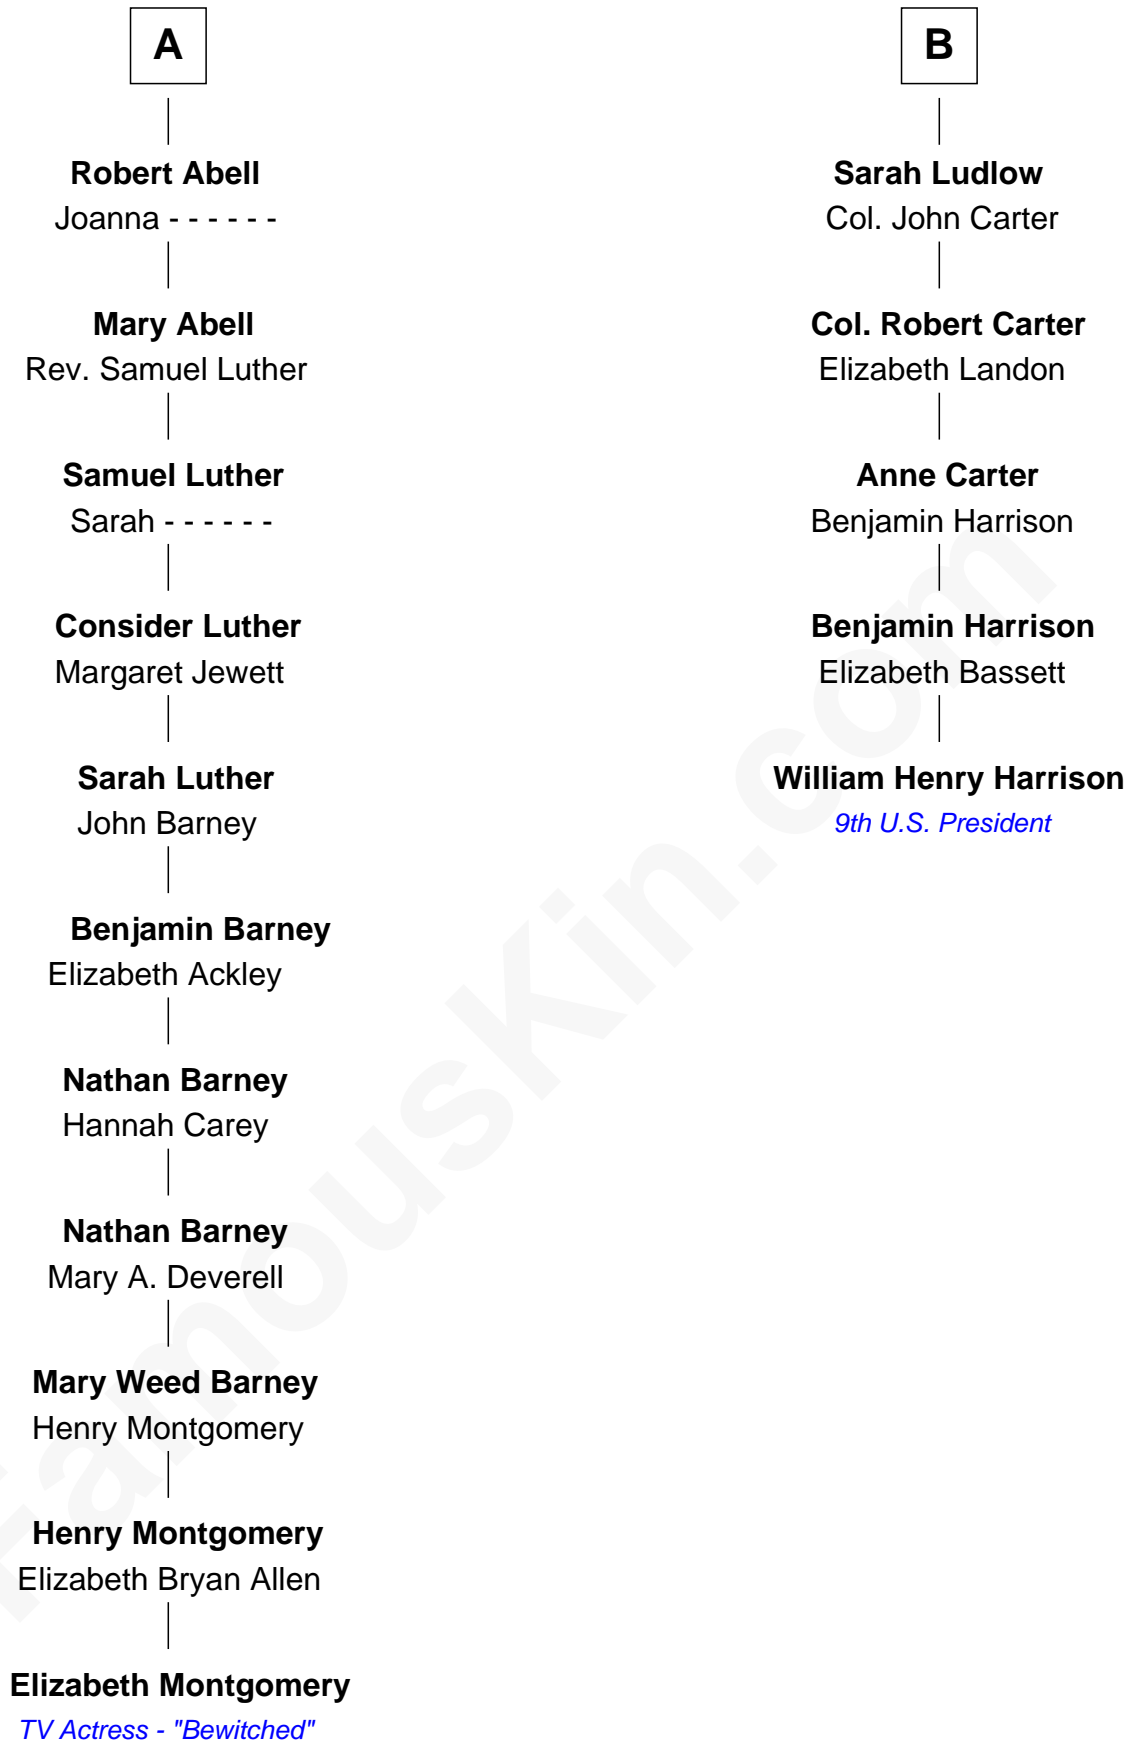 A
Robert Abell
Joanna - - - - - -
Mary Abell
Rev. Samuel Luther
Samuel Luther
Sarah - - - - - -
Consider Luther
Margaret Jewett
Sarah Luther
John Barney
Benjamin Barney
Elizabeth Ackley
Nathan Barney
Hannah Carey
Nathan Barney
Mary A. Deverell
Mary Weed Barney
Henry Montgomery
Henry Montgomery
Elizabeth Bryan Allen
Elizabeth Montgomery
TV Actress - "Bewitched"
B
Sarah Ludlow
Col. John Carter
Col. Robert Carter
Elizabeth Landon
Anne Carter
Benjamin Harrison
Benjamin Harrison
Elizabeth Bassett
William Henry Harrison
9th U.S. President
FamousKin.com